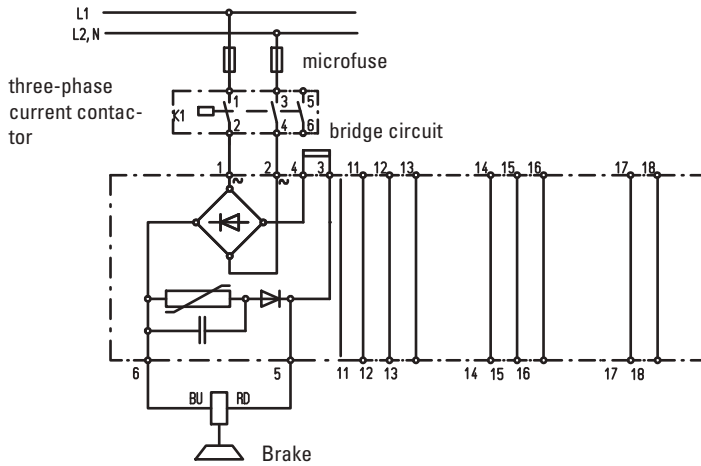 L1
L2, N
microfuse
three-phase
current contac-
tor
K1
1 3 5
2 4 6
bridge circuit
1 2 4 3 11 12 13 14 15 16 17 18
~ ~
6 5 11 12 13 14 15 16 17 18
BU RD
Brake